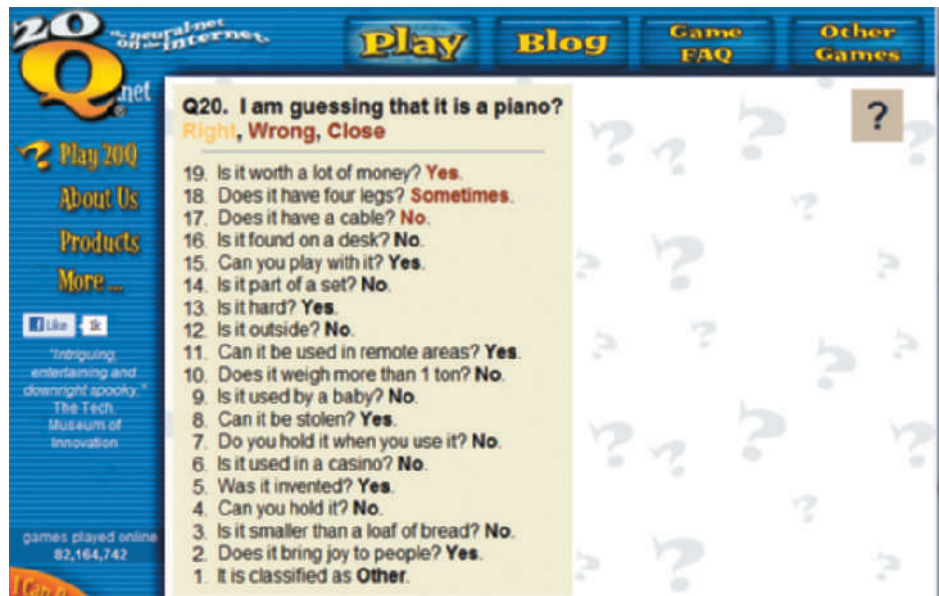 20
Q
.net
®
the neural-net
on the internet.
Play
Blog
Game
FAQ
Other
Games
Play 20Q
About Us
Products
More ...
Like
1k
"Intriguing,
entertaining and
downright spooky."
The Tech.
Museum of
Innovation
games played online
82,164,742
Q20. I am guessing that it is a piano?
Right, Wrong, Close
19. Is it worth a lot of money? Yes.
18. Does it have four legs? Sometimes.
17. Does it have a cable? No.
16. Is it found on a desk? No.
15. Can you play with it? Yes.
14. Is it part of a set? No.
13. Is it hard? Yes.
12. Is it outside? No.
11. Can it be used in remote areas? Yes.
10. Does it weigh more than 1 ton? No.
9. Is it used by a baby? No.
8. Can it be stolen? Yes.
7. Do you hold it when you use it? No.
6. Is it used in a casino? No.
5. Was it invented? Yes.
4. Can you hold it? No.
3. Is it smaller than a loaf of bread? No.
2. Does it bring joy to people? Yes.
1. It is classified as Other.
?